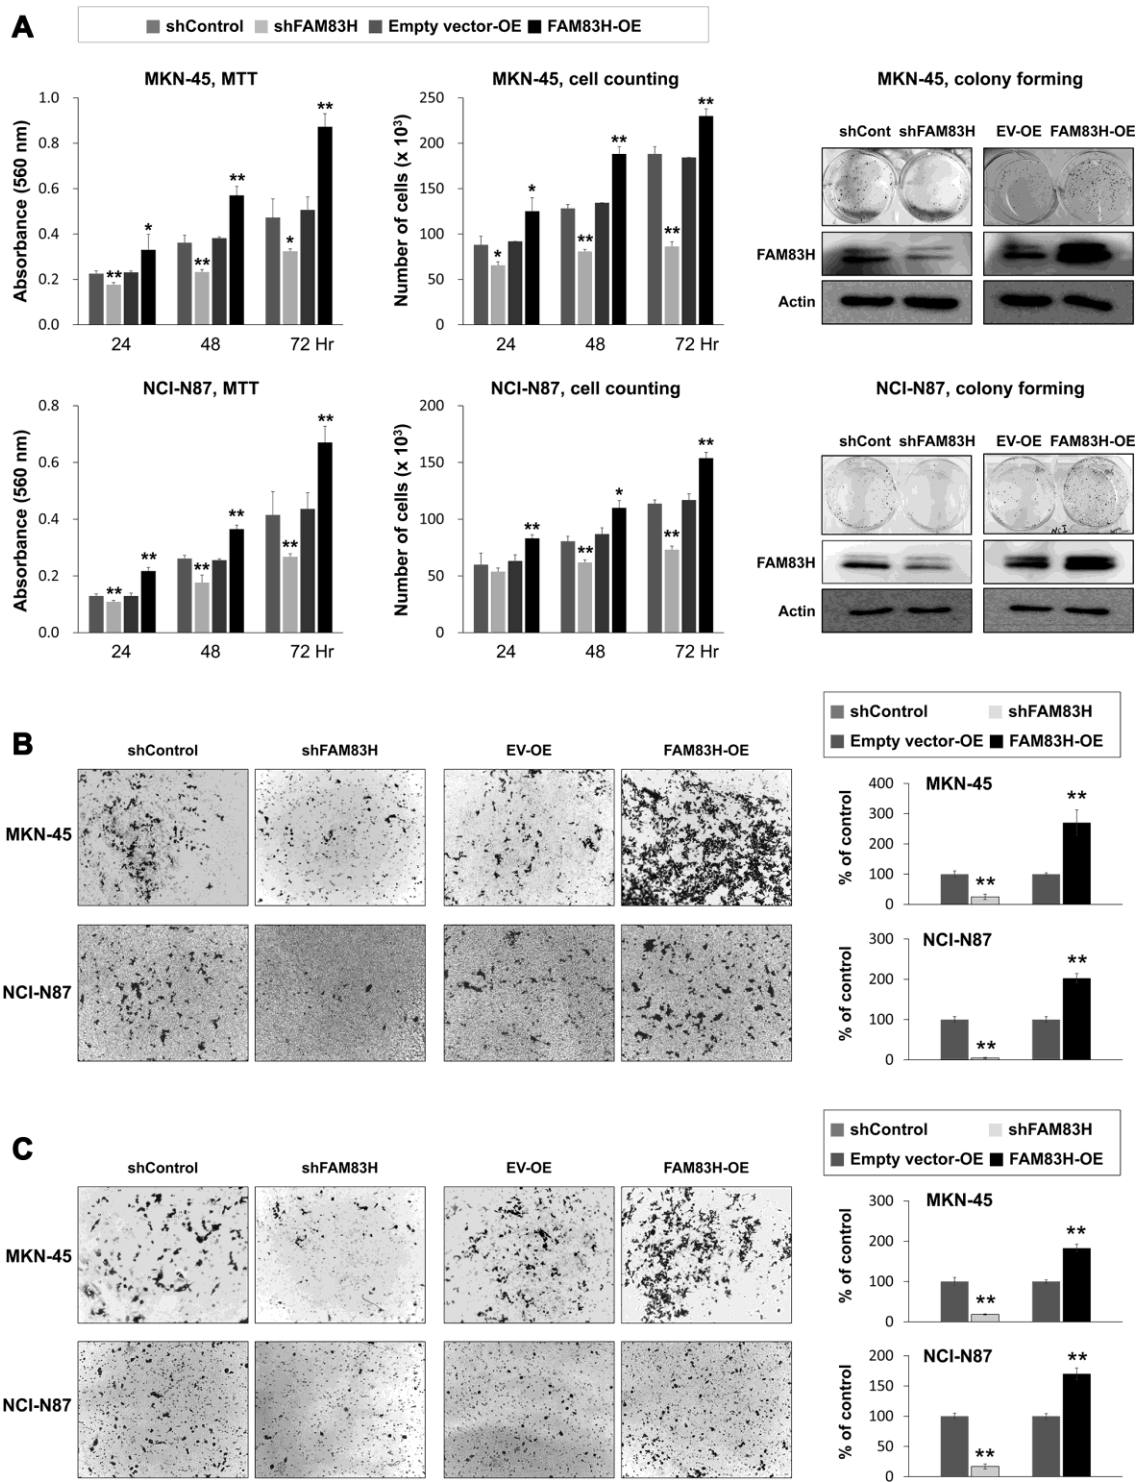 A
shControl shFAM83H Empty vector-OE FAM83H-OE
MKN-45, MTT
Absorbance (560 nm)
1.0
0.8
0.6
0.4
0.2
0.0
** * ** ** * **
24 48 72 Hr
MKN-45, cell counting
Number of cells (x 10³)
250
200
150
100
50
0
* * ** ** ** **
24 48 72 Hr
MKN-45, colony forming
shCont shFAM83H EV-OE FAM83H-OE
FAM83H
Actin
NCI-N87, MTT
Absorbance (560 nm)
0.8
0.6
0.4
0.2
0.0
** ** ** ** ** **
24 48 72 Hr
NCI-N87, cell counting
Number of cells (x 10³)
200
150
100
50
0
** ** * ** **
24 48 72 Hr
NCI-N87, colony forming
shCont shFAM83H EV-OE FAM83H-OE
NCI
FAM83H
Actin
B
shControl shFAM83H EV-OE FAM83H-OE
MKN-45
NCI-N87
shControl shFAM83H
Empty vector-OE FAM83H-OE
MKN-45
% of control
400
300
200
100
0
** **
NCI-N87
% of control
300
200
100
0
** **
C
shControl shFAM83H EV-OE FAM83H-OE
MKN-45
NCI-N87
shControl shFAM83H
Empty vector-OE FAM83H-OE
MKN-45
% of control
300
200
100
0
** **
NCI-N87
% of control
200
150
100
50
0
** **